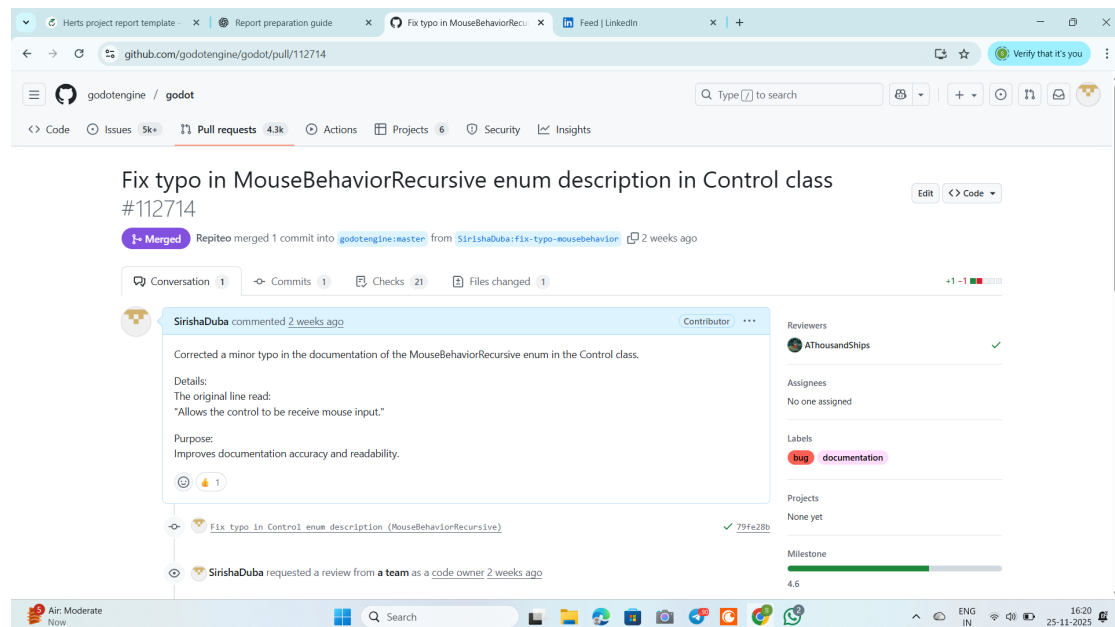 Herts project report template -
Report preparation guide
Fix typo in MouseBehaviorRecu
Feed | LinkedIn
github.com/godotengine/godot/pull/112714
Verify that it's you
godotengine / godot
Type / to search
Code
Issues 5k+
Pull requests 4.3k
Actions
Projects 6
Security
Insights
Fix typo in MouseBehaviorRecursive enum description in Control class
#112714
Edit
<> Code
Merged
Repiteo merged 1 commit into godotengine:master from SirishaDuba:fix-typo-mousebehavior 2 weeks ago
Conversation 1
Commits 1
Checks 21
Files changed 1
+1 −1
SirishaDuba commented 2 weeks ago
Contributor
Corrected a minor typo in the documentation of the MouseBehaviorRecursive enum in the Control class.
Details:
The original line read:
"Allows the control to be receive mouse input."
Purpose:
Improves documentation accuracy and readability.
👍 1
Fix typo in Control enum description (MouseBehaviorRecursive)
79fe28b
SirishaDuba requested a review from a team as a code owner 2 weeks ago
Reviewers
AThousandShips
Assignees
No one assigned
Labels
bug documentation
Projects
None yet
Milestone
4.6
5
Air: Moderate
Now
Search
90
2
ENG
IN
16:20
25-11-2025